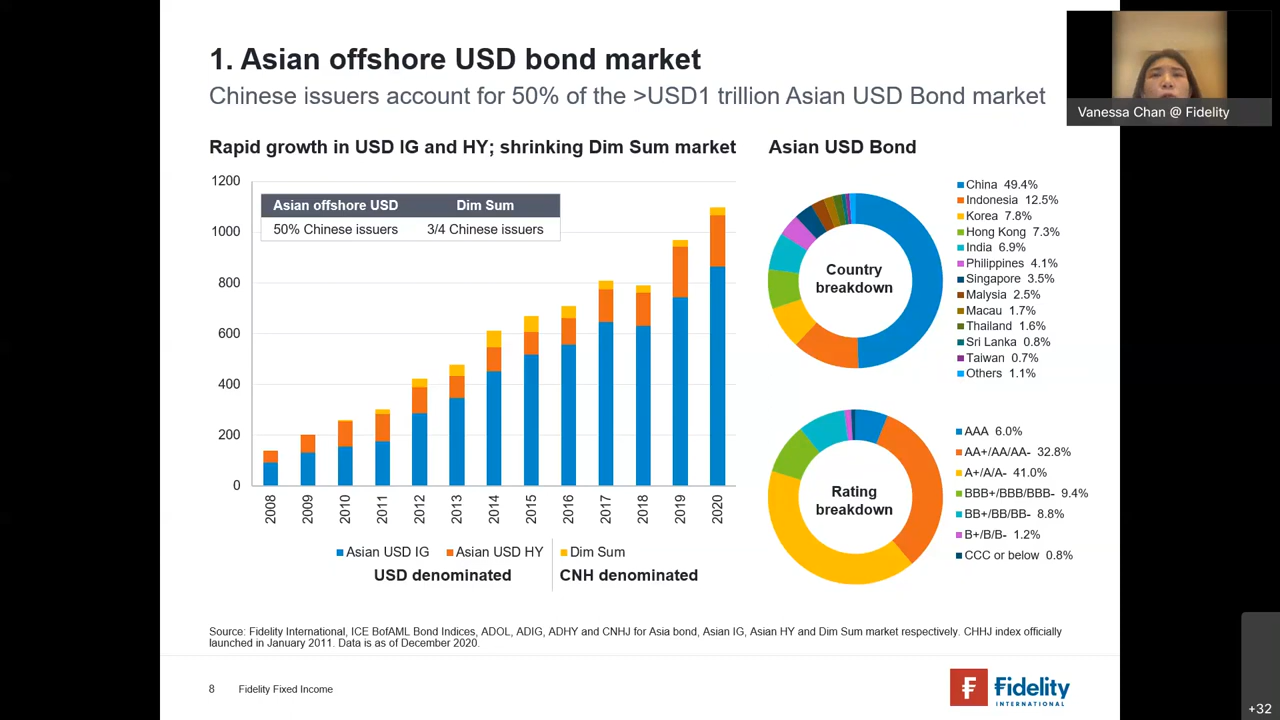 1. Asian offshore USD bond market
Chinese issuers account for 50% of the >USD1 trillion Asian USD Bond market
Vanessa Chan @ Fidelity
Rapid growth in USD IG and HY; shrinking Dim Sum market
Asian USD Bond
1200
1000
800
600
400
200
0
Asian offshore USD Dim Sum
50% Chinese issuers 3/4 Chinese issuers
2008 2009 2010 2011 2012 2013 2014 2015 2016 2017 2018 2019 2020
Asian USD IG Asian USD HY Dim Sum
USD denominated CNH denominated
Country
breakdown
China 49.4%
Indonesia 12.5%
Korea 7.8%
Hong Kong 7.3%
India 6.9%
Philippines 4.1%
Singapore 3.5%
Malysia 2.5%
Macau 1.7%
Thailand 1.6%
Sri Lanka 0.8%
Taiwan 0.7%
Others 1.1%
Rating
breakdown
AAA 6.0%
AA+/AA/AA- 32.8%
A+/A/A- 41.0%
BBB+/BBB/BBB- 9.4%
BB+/BB/BB- 8.8%
B+/B/B- 1.2%
CCC or below 0.8%
Source: Fidelity International, ICE BofAML Bond Indices, ADOL, ADIG, ADHY and CNHJ for Asia bond, Asian IG, Asian HY and Dim Sum market respectively. CHHJ index officially
launched in January 2011. Data is as of December 2020.
8 Fidelity Fixed Income
Fidelity
INTERNATIONAL
+32